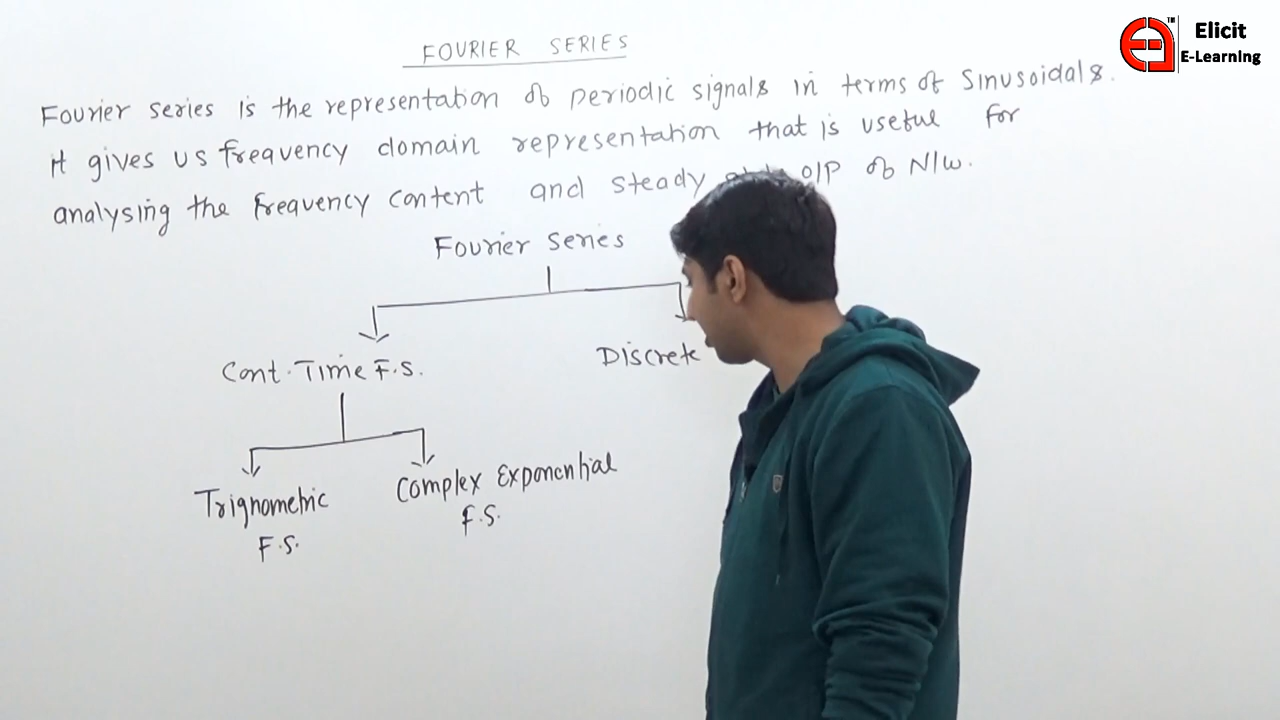 FOURIER SERIES
Fourier series is the representation of periodic signals in terms of Sinusoidals.
it gives us frequency domain representation that is useful for
analysing the frequency content and steady O/P of N/W.
Fourier Series
Cont. Time F.S.
Discrete
Trignometric
F.S.
Complex Exponential
F.S.
TM
Elicit
E-Learning